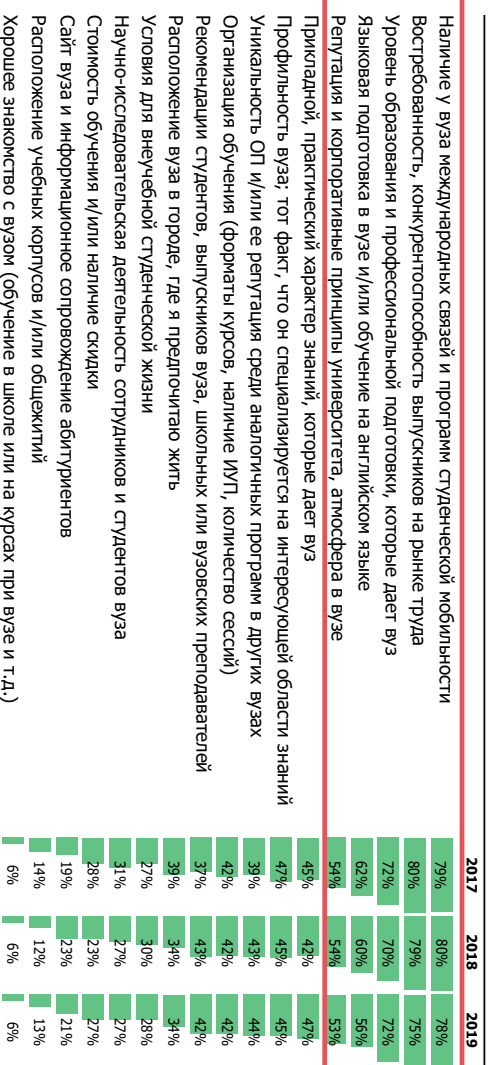 2017 2018 2019
Наличие у вуза международных связей и программ студенческой мобильности 79% 80% 78%
Востребованность, конкурентоспособность выпускников на рынке труда 80% 79% 75%
Уровень образования и профессиональной подготовки, которые дает вуз 72% 70% 72%
Языковая подготовка в вузе и/или обучение на английском языке 62% 60% 56%
Репутация и корпоративные принципы университета, атмосфера в вузе 54% 54% 53%
Прикладной, практический характер знаний, которые дает вуз 45% 42% 47%
Профильность вуза; тот факт, что он специализируется на интересующей области знаний 47% 45% 45%
Уникальность ОП и/или ее репутация среди аналогичных программ в других вузах 39% 43% 44%
Организация обучения (форматы курсов, наличие ИУП, количество сессий) 42% 42% 42%
Рекомендации студентов, выпускников вуза, школьных или вузовских преподавателей 37% 43% 42%
Расположение вуза в городе, где я предпочитаю жить 39% 34% 34%
Условия для внеучебной студенческой жизни 27% 30% 28%
Научно-исследовательская деятельность сотрудников и студентов вуза 31% 27% 27%
Стоимость обучения и/или наличие скидки 28% 23% 27%
Сайт вуза и информационное сопровождение абитуриентов 19% 23% 21%
Расположение учебных корпусов и/или общежитий 14% 12% 13%
Хорошее знакомство с вузом (обучение в школе или на курсах при вузе и т.д.) 6% 6% 6%